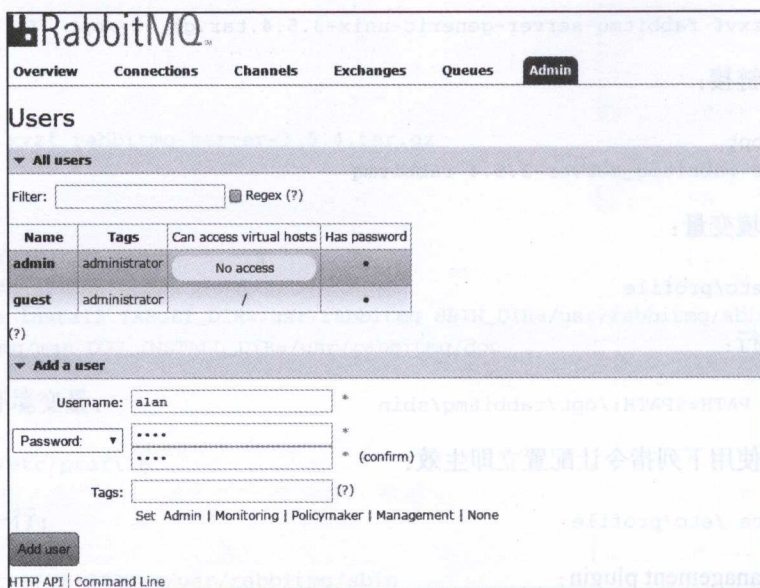 RabbitMQ
Overview Connections Channels Exchanges Queues Admin
Users
▼ All users
Filter: Regex (?)
Name Tags Can access virtual hosts Has password
admin administrator No access •
guest administrator / •
(?)
▼ Add a user
Username: alan *
Password: ▼ •••• *
•••• * (confirm)
Tags: (?)
Set Admin | Monitoring | Policymaker | Management | None
Add user
HTTP API | Command Line